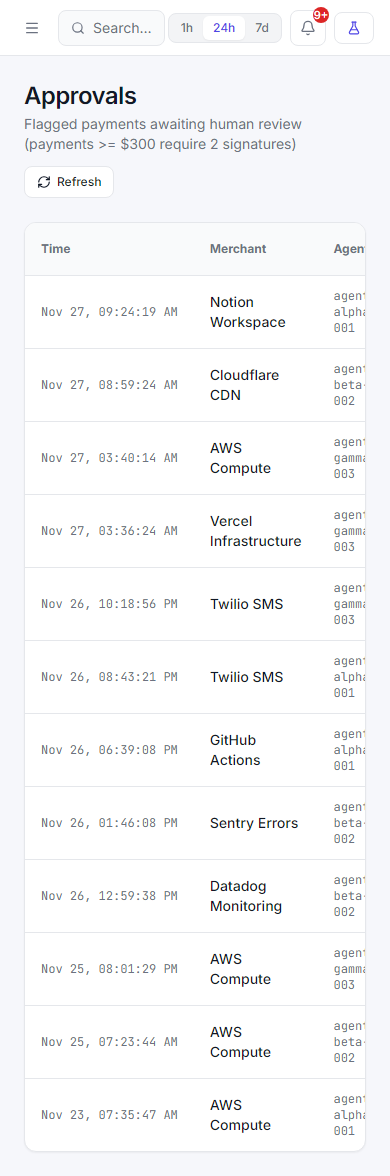 Search...
1h 24h 7d
9+
Approvals
Flagged payments awaiting human review
(payments >= $300 require 2 signatures)
Refresh
Time Merchant
Nov 27, 09:24:19 AM
Notion
Workspace
001
Nov 27, 08:59:24 AM
Cloudflare
CDN
002
Nov 27, 03:40:14 AM
AWS
Compute
003
Nov 27, 03:36:24 AM
Vercel
Infrastructure
003
Nov 26, 10:18:56 PM
Twilio SMS
003
Nov 26, 08:43:21 PM
Twilio SMS
001
Nov 26, 06:39:08 PM
GitHub
Actions
001
Nov 26, 01:46:08 PM
Sentry Errors
002
Nov 26, 12:59:38 PM
Datadog
Monitoring
002
Nov 25, 08:01:29 PM
AWS
Compute
003
Nov 25, 07:23:44 AM
AWS
Compute
002
Nov 23, 07:35:47 AM
AWS
Compute
001